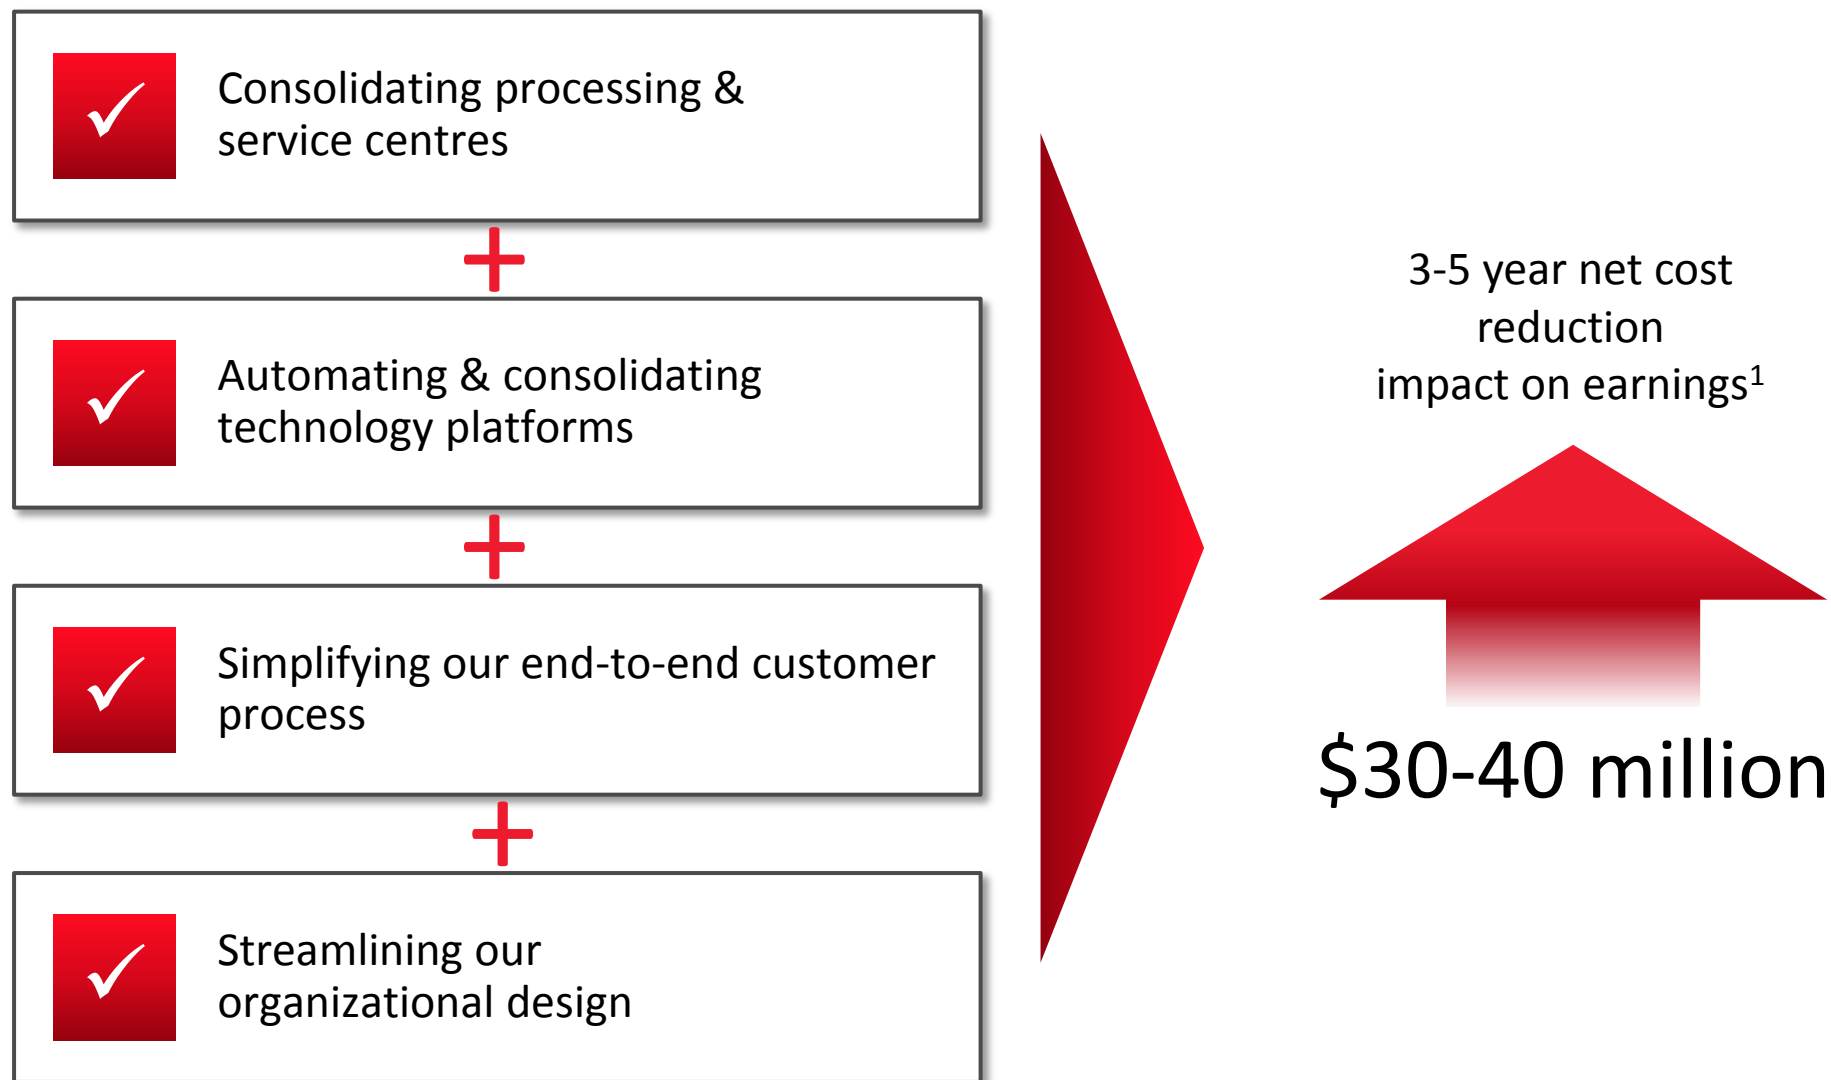 Consolidating processing &
service centres
+
Automating & consolidating
technology platforms
+
Simplifying our end-to-end customer
process
+
Streamlining our
organizational design
3-5 year net cost
reduction
impact on earnings¹
$30-40 million